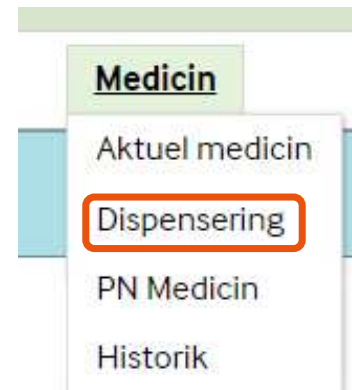 Medicin
Aktuel medicin
Dispensering
PN Medicin
Historik